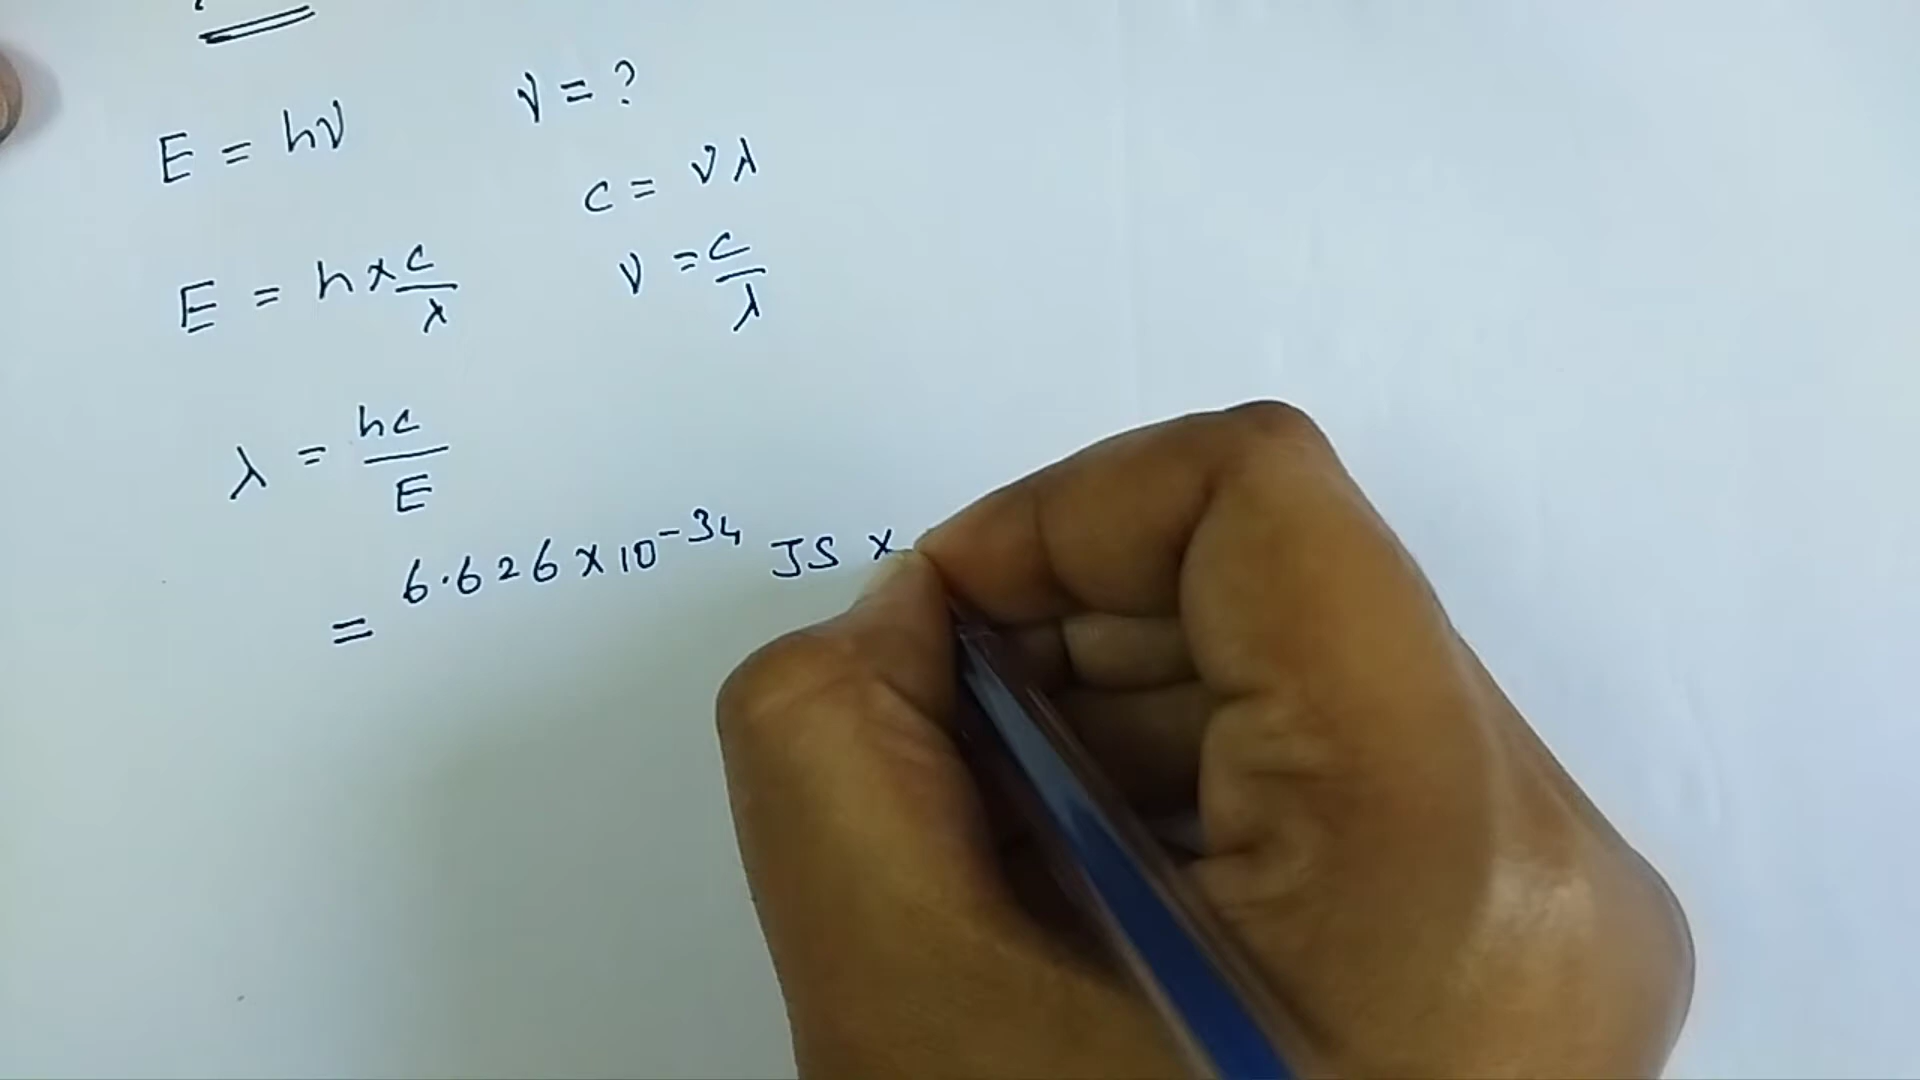 E = hν
ν = ?
c = νλ
E = h × c/λ
ν = c/λ
λ = hc/E
= 6.626 × 10⁻³⁴ JS ×